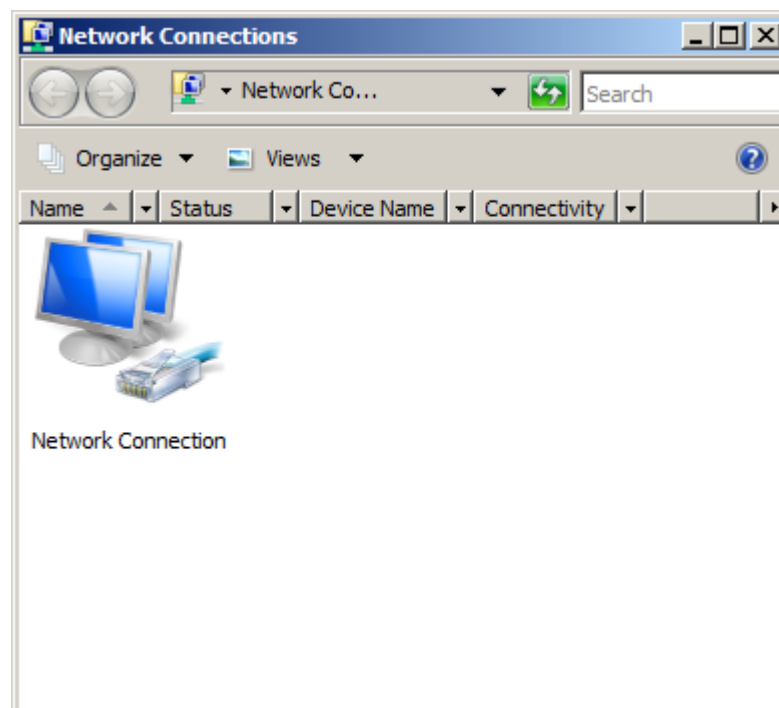 Network Connections
Network Co... Search
Organize Views
Name Status Device Name Connectivity
Network Connection